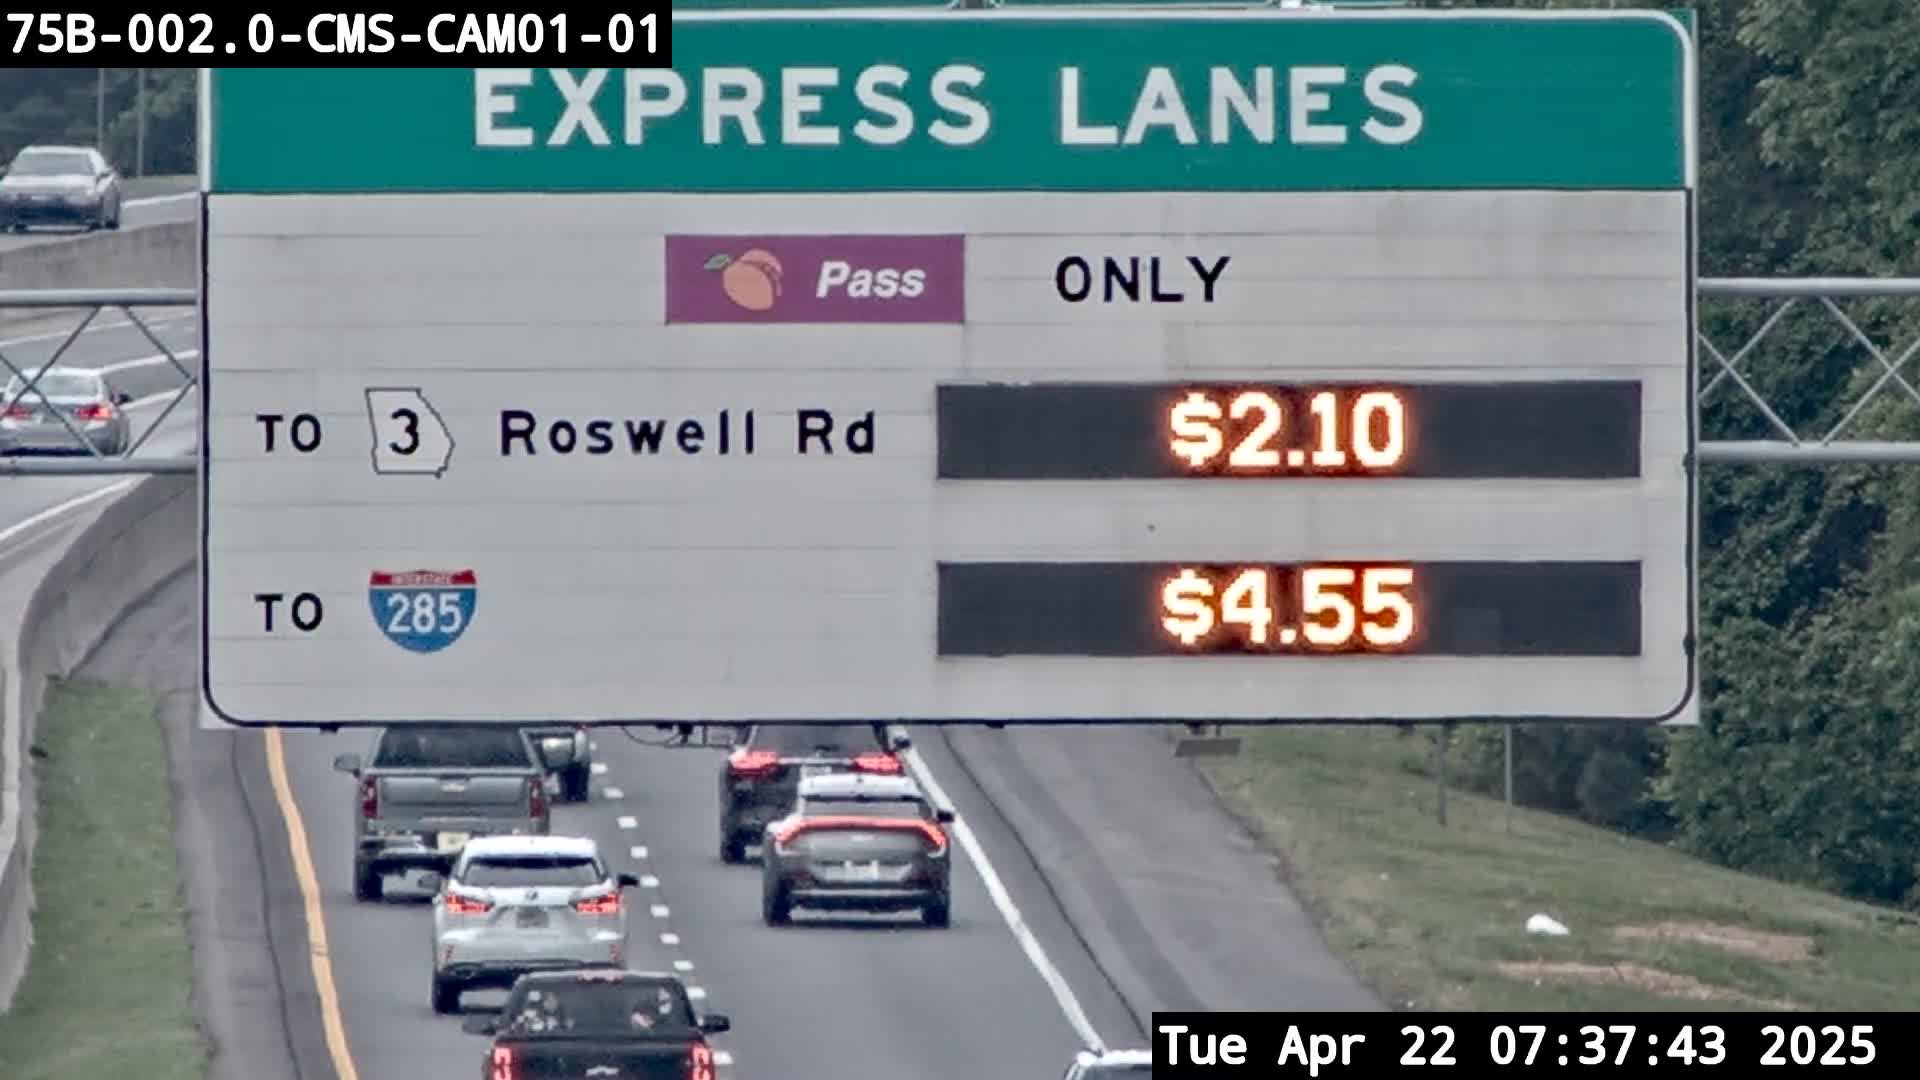 75B-002.0-CMS-CAM01-01
EXPRESS LANES
Pass ONLY
TO 3 Roswell Rd $2.10
TO INTERSTATE 285 $4.55
Tue Apr 22 07:37:43 2025